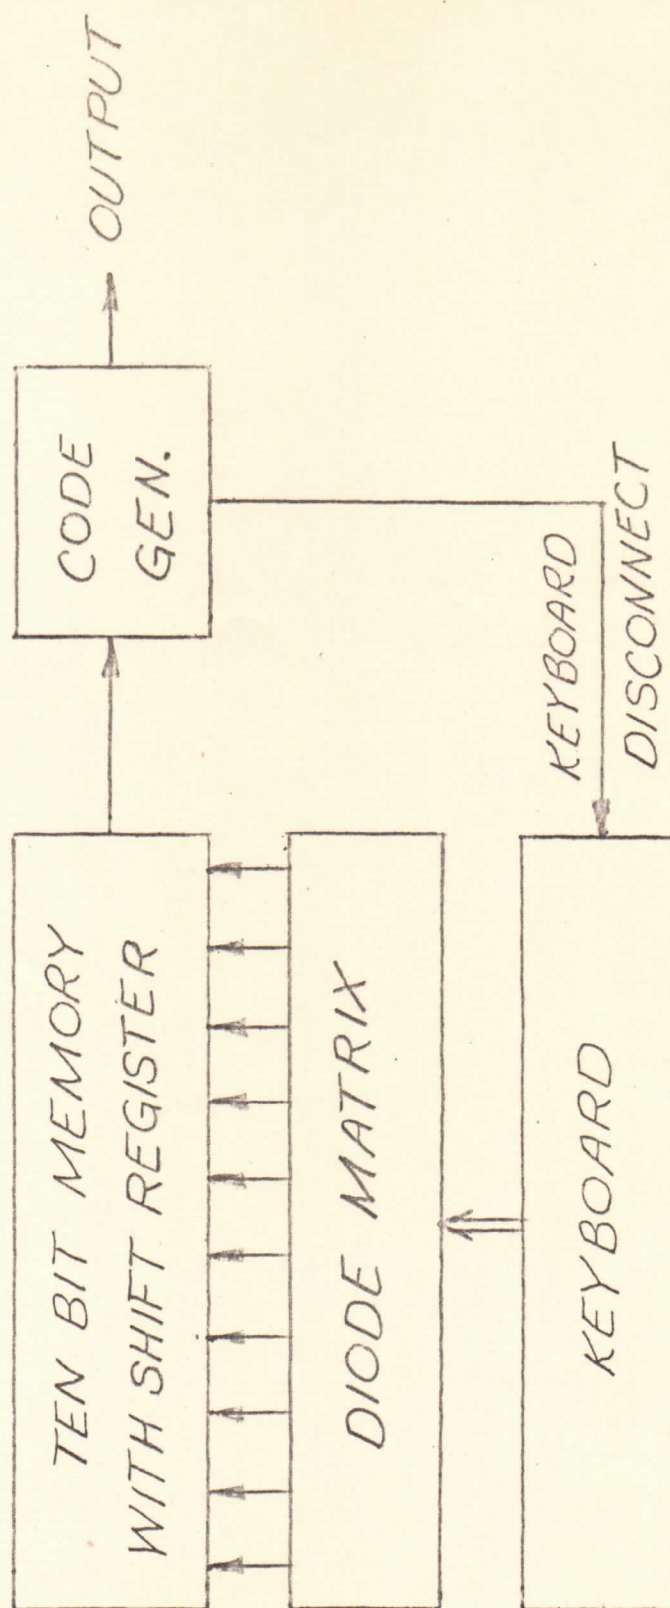 TEN BIT MEMORY
WITH SHIFT REGISTER
CODE
GEN.
OUTPUT
DIODE MATRIX
KEYBOARD
DISCONNECT
KEYBOARD